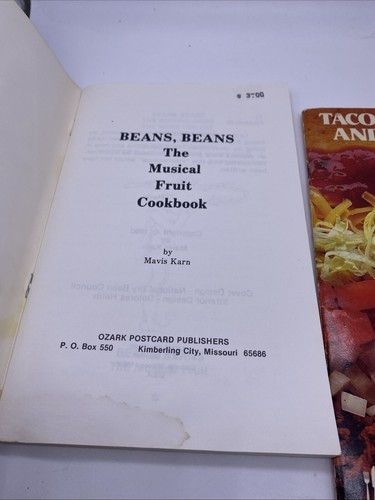 * 3.00
BEANS, BEANS
The
Musical
Fruit
Cookbook
by
Mavis Karn
OZARK POSTCARD PUBLISHERS
P. O. Box 550 Kimberling City, Missouri 65686
TACO
AND